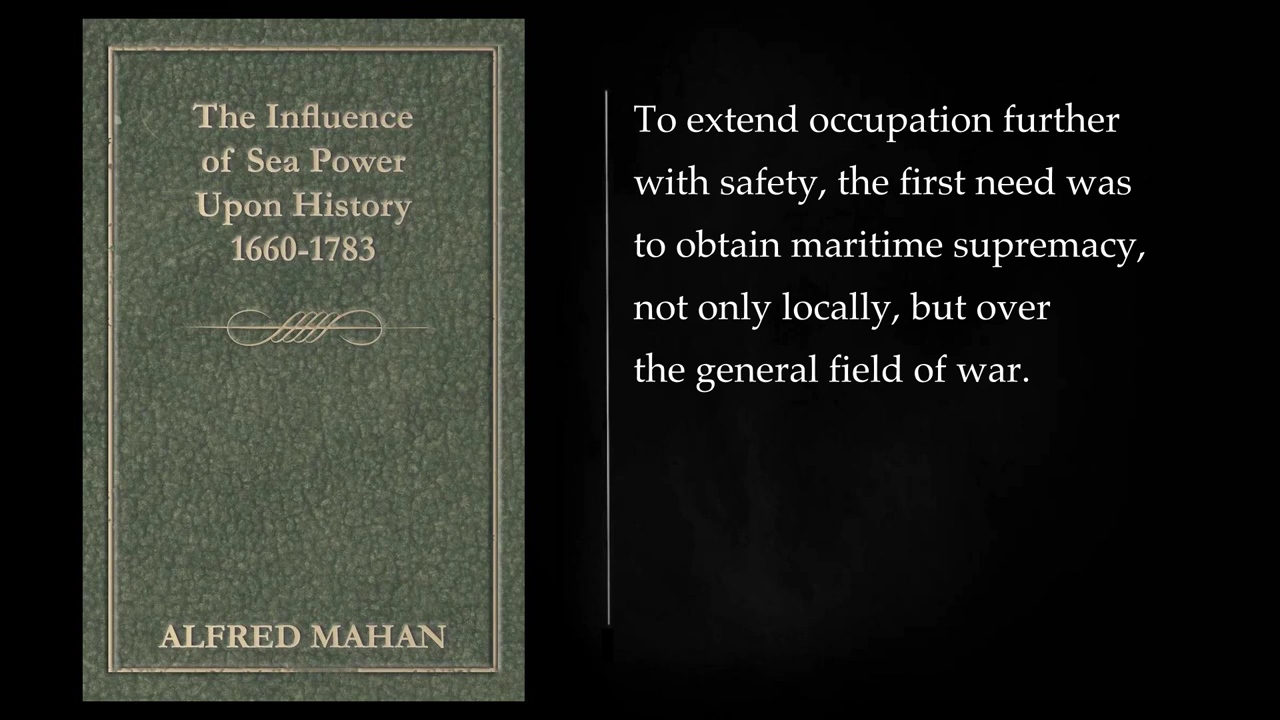 The Influence
of Sea Power
Upon History
1660-1783
ALFRED MAHAN
To extend occupation further
with safety, the first need was
to obtain maritime supremacy,
not only locally, but over
the general field of war.